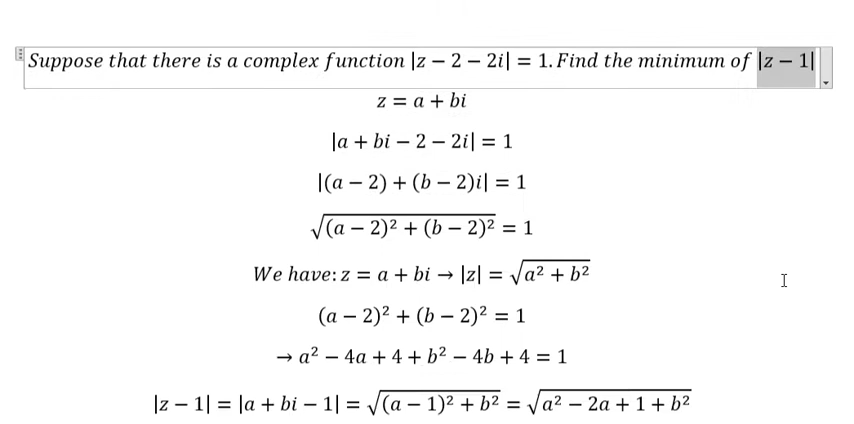 Suppose that there is a complex function |z − 2 − 2i| = 1. Find the minimum of |z − 1|
z = a + bi
|a + bi − 2 − 2i| = 1
|(a − 2) + (b − 2)i| = 1
√(a − 2)² + (b − 2)² = 1
We have: z = a + bi → |z| = √a² + b²
(a − 2)² + (b − 2)² = 1
→ a² − 4a + 4 + b² − 4b + 4 = 1
|z − 1| = |a + bi − 1| = √(a − 1)² + b² = √a² − 2a + 1 + b²